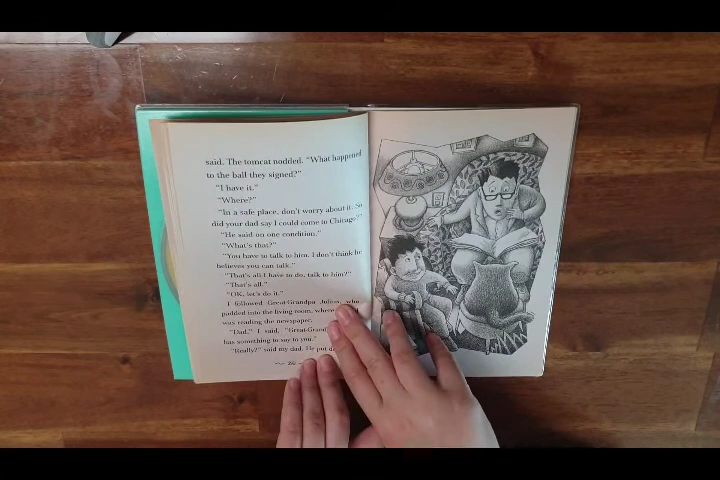 said. The tomcat nodded. "What happened
to the ball they signed?"
"I have it."
"Where?"
"In a safe place, don't worry about it. So
did your dad say I could come to Chicago?"
"He said on one condition."
"What's that?"
"You have to talk to him. I don't think he
believes you can talk."
"That's all I have to do, talk to him?"
"That's all."
"OK, let's do it."
I followed Great-Grandpa Julius, who
padded into the living room, where
was reading the newspaper.
"Dad," I said, "Great-Grand
has something to say to you."
"Really?" said my dad. He put
~ 26 ~